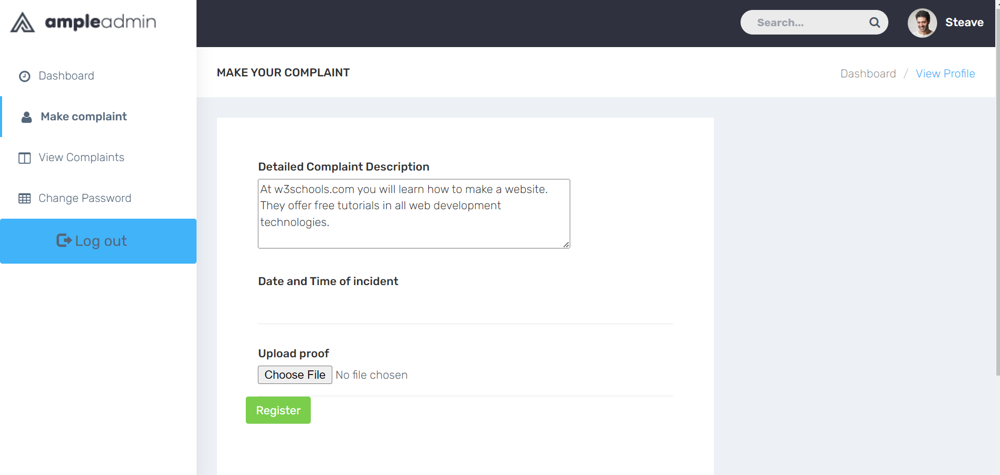 ampleadmin
Search...
Steave
Dashboard
Make complaint
View Complaints
Change Password
Log out
MAKE YOUR COMPLAINT
Dashboard / View Profile
Detailed Complaint Description
At w3schools.com you will learn how to make a website.
They offer free tutorials in all web development
technologies.
Date and Time of incident
Upload proof
Choose File No file chosen
Register